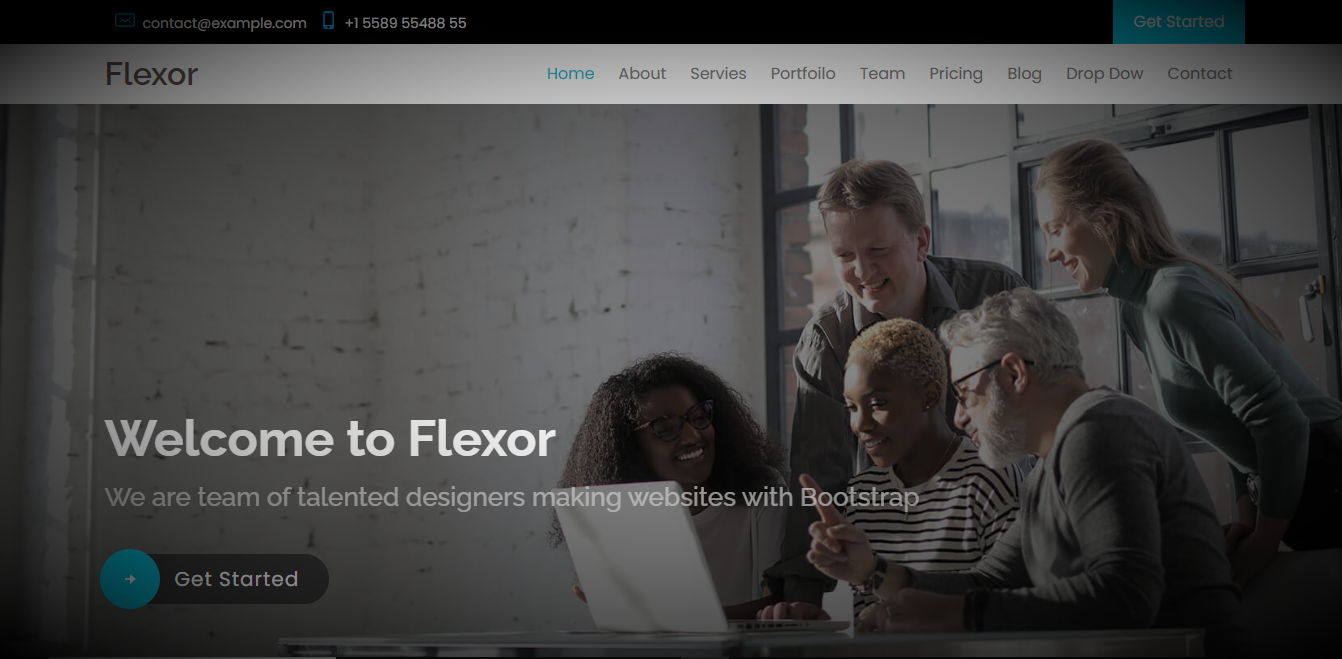 contact@example.com +1 5589 55488 55 Get Started
Flexor Home About Servies Portfoilo Team Pricing Blog Drop Dow Contact
Welcome to Flexor
We are team of talented designers making websites with Bootstrap
Get Started